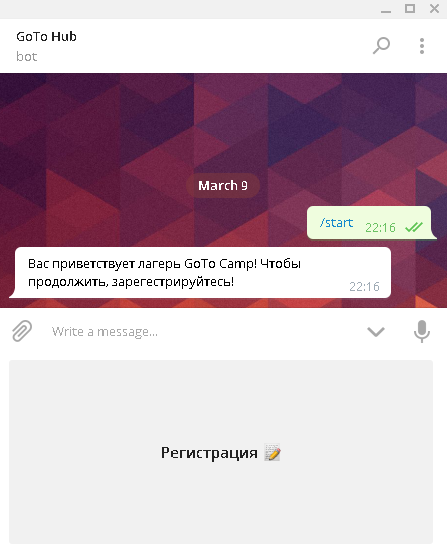 GoTo Hub
bot
March 9
/start 22:16
Вас приветствует лагерь GoTo Camp! Чтобы
продолжить, зарегестрируйтесь!
22:16
Write a message...
Регистрация 📝